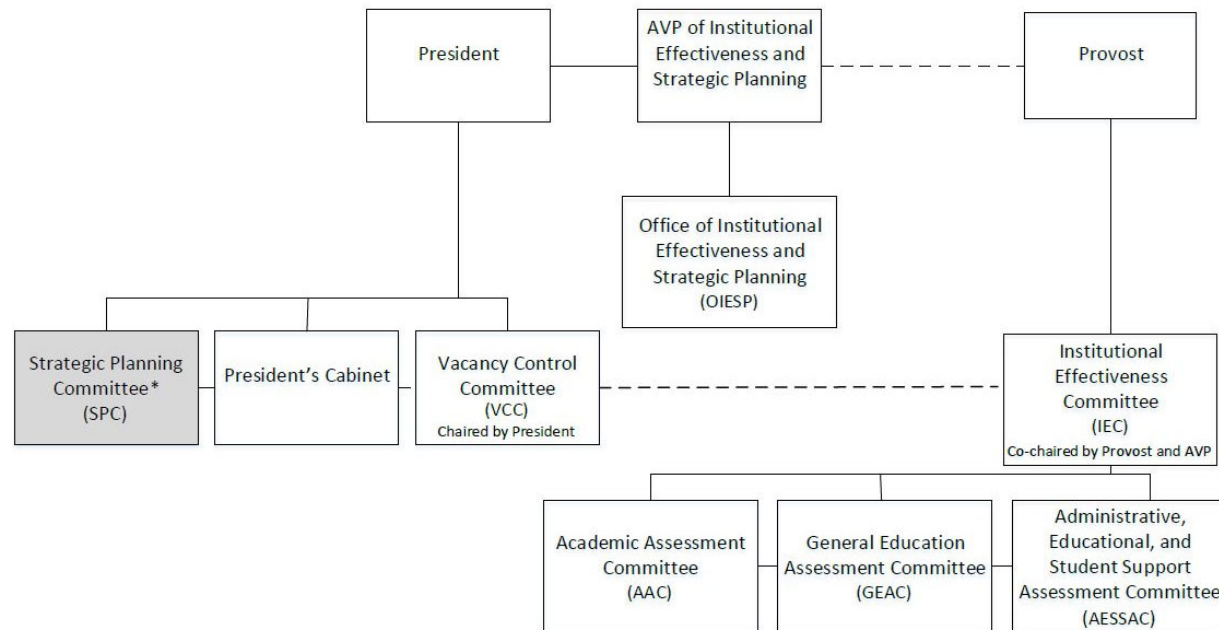 President
AVP of Institutional
Effectiveness and
Strategic Planning
Provost
Office of Institutional
Effectiveness and
Strategic Planning
(OIESP)
Strategic Planning
Committee*
(SPC)
President’s Cabinet
Vacancy Control
Committee
(VCC)
Chaired by President
Institutional
Effectiveness
Committee
(IEC)
Co-chaired by Provost and AVP
Academic Assessment
Committee
(AAC)
General Education
Assessment Committee
(GEAC)
Administrative,
Educational, and
Student Support
Assessment Committee
(AESSAC)